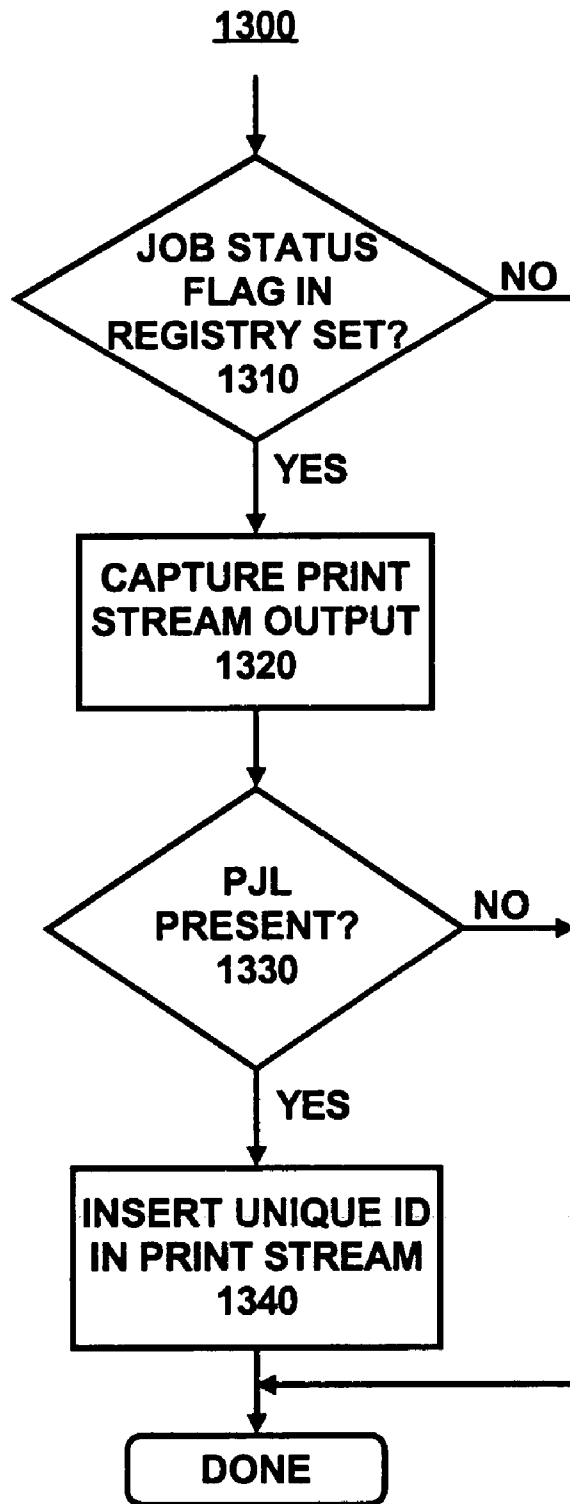 1300
JOB STATUS
FLAG IN
REGISTRY SET?
1310
NO
YES
CAPTURE PRINT
STREAM OUTPUT
1320
PJL
PRESENT?
1330
NO
YES
INSERT UNIQUE ID
IN PRINT STREAM
1340
DONE